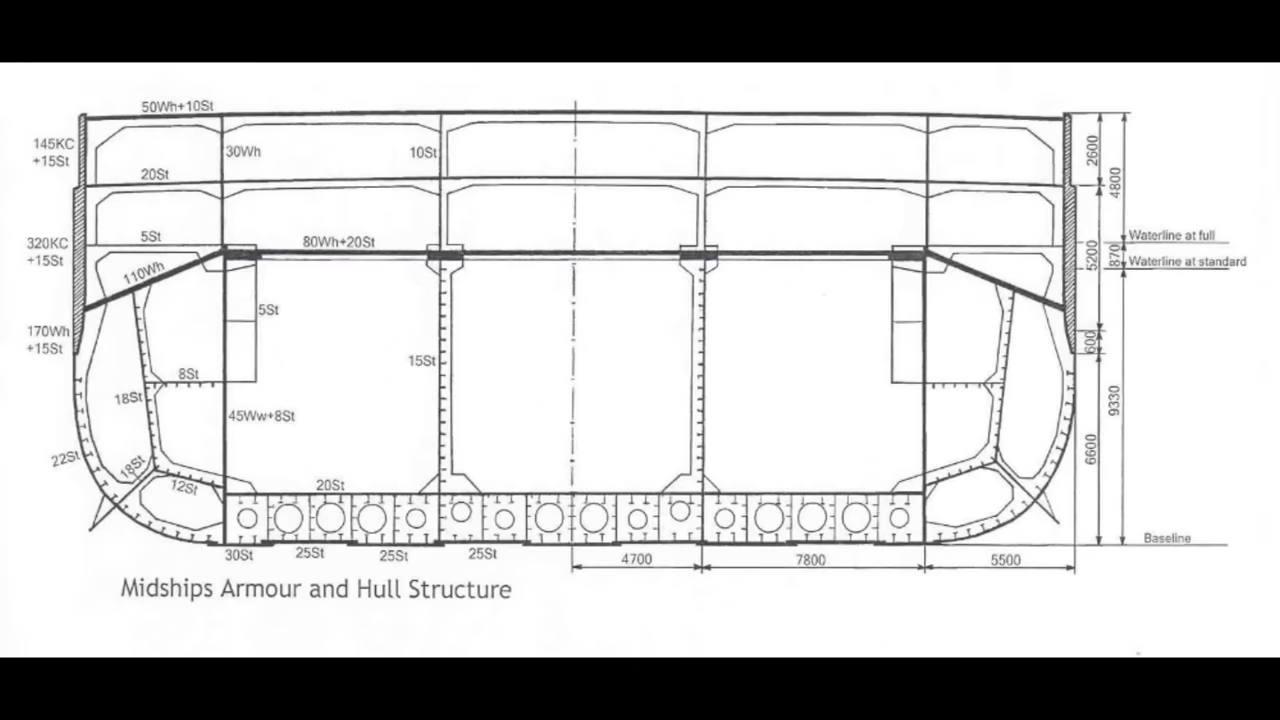 50Wh+10St
145KC
+15St
30Wh
10St
20St
2600
4800
5St
80Wh+20St
320KC
+15St
110Wh
Waterline at full
Waterline at standard
5200
870
5St
170Wh
+15St
600
15St
8St
18St
45Ww+8St
9330
6600
22St
18St
12St
20St
30St
25St
25St
25St
4700
7800
5500
Baseline
Midships Armour and Hull Structure